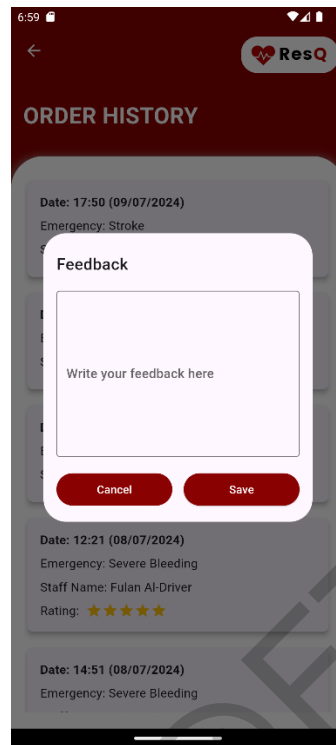 6:59
ResQ
ORDER HISTORY
Date: 17:50 (09/07/2024)
Emergency: Stroke
Feedback
Write your feedback here
Cancel
Save
Date: 12:21 (08/07/2024)
Emergency: Severe Bleeding
Staff Name: Fulan Al-Driver
Rating:
Date: 14:51 (08/07/2024)
Emergency: Severe Bleeding